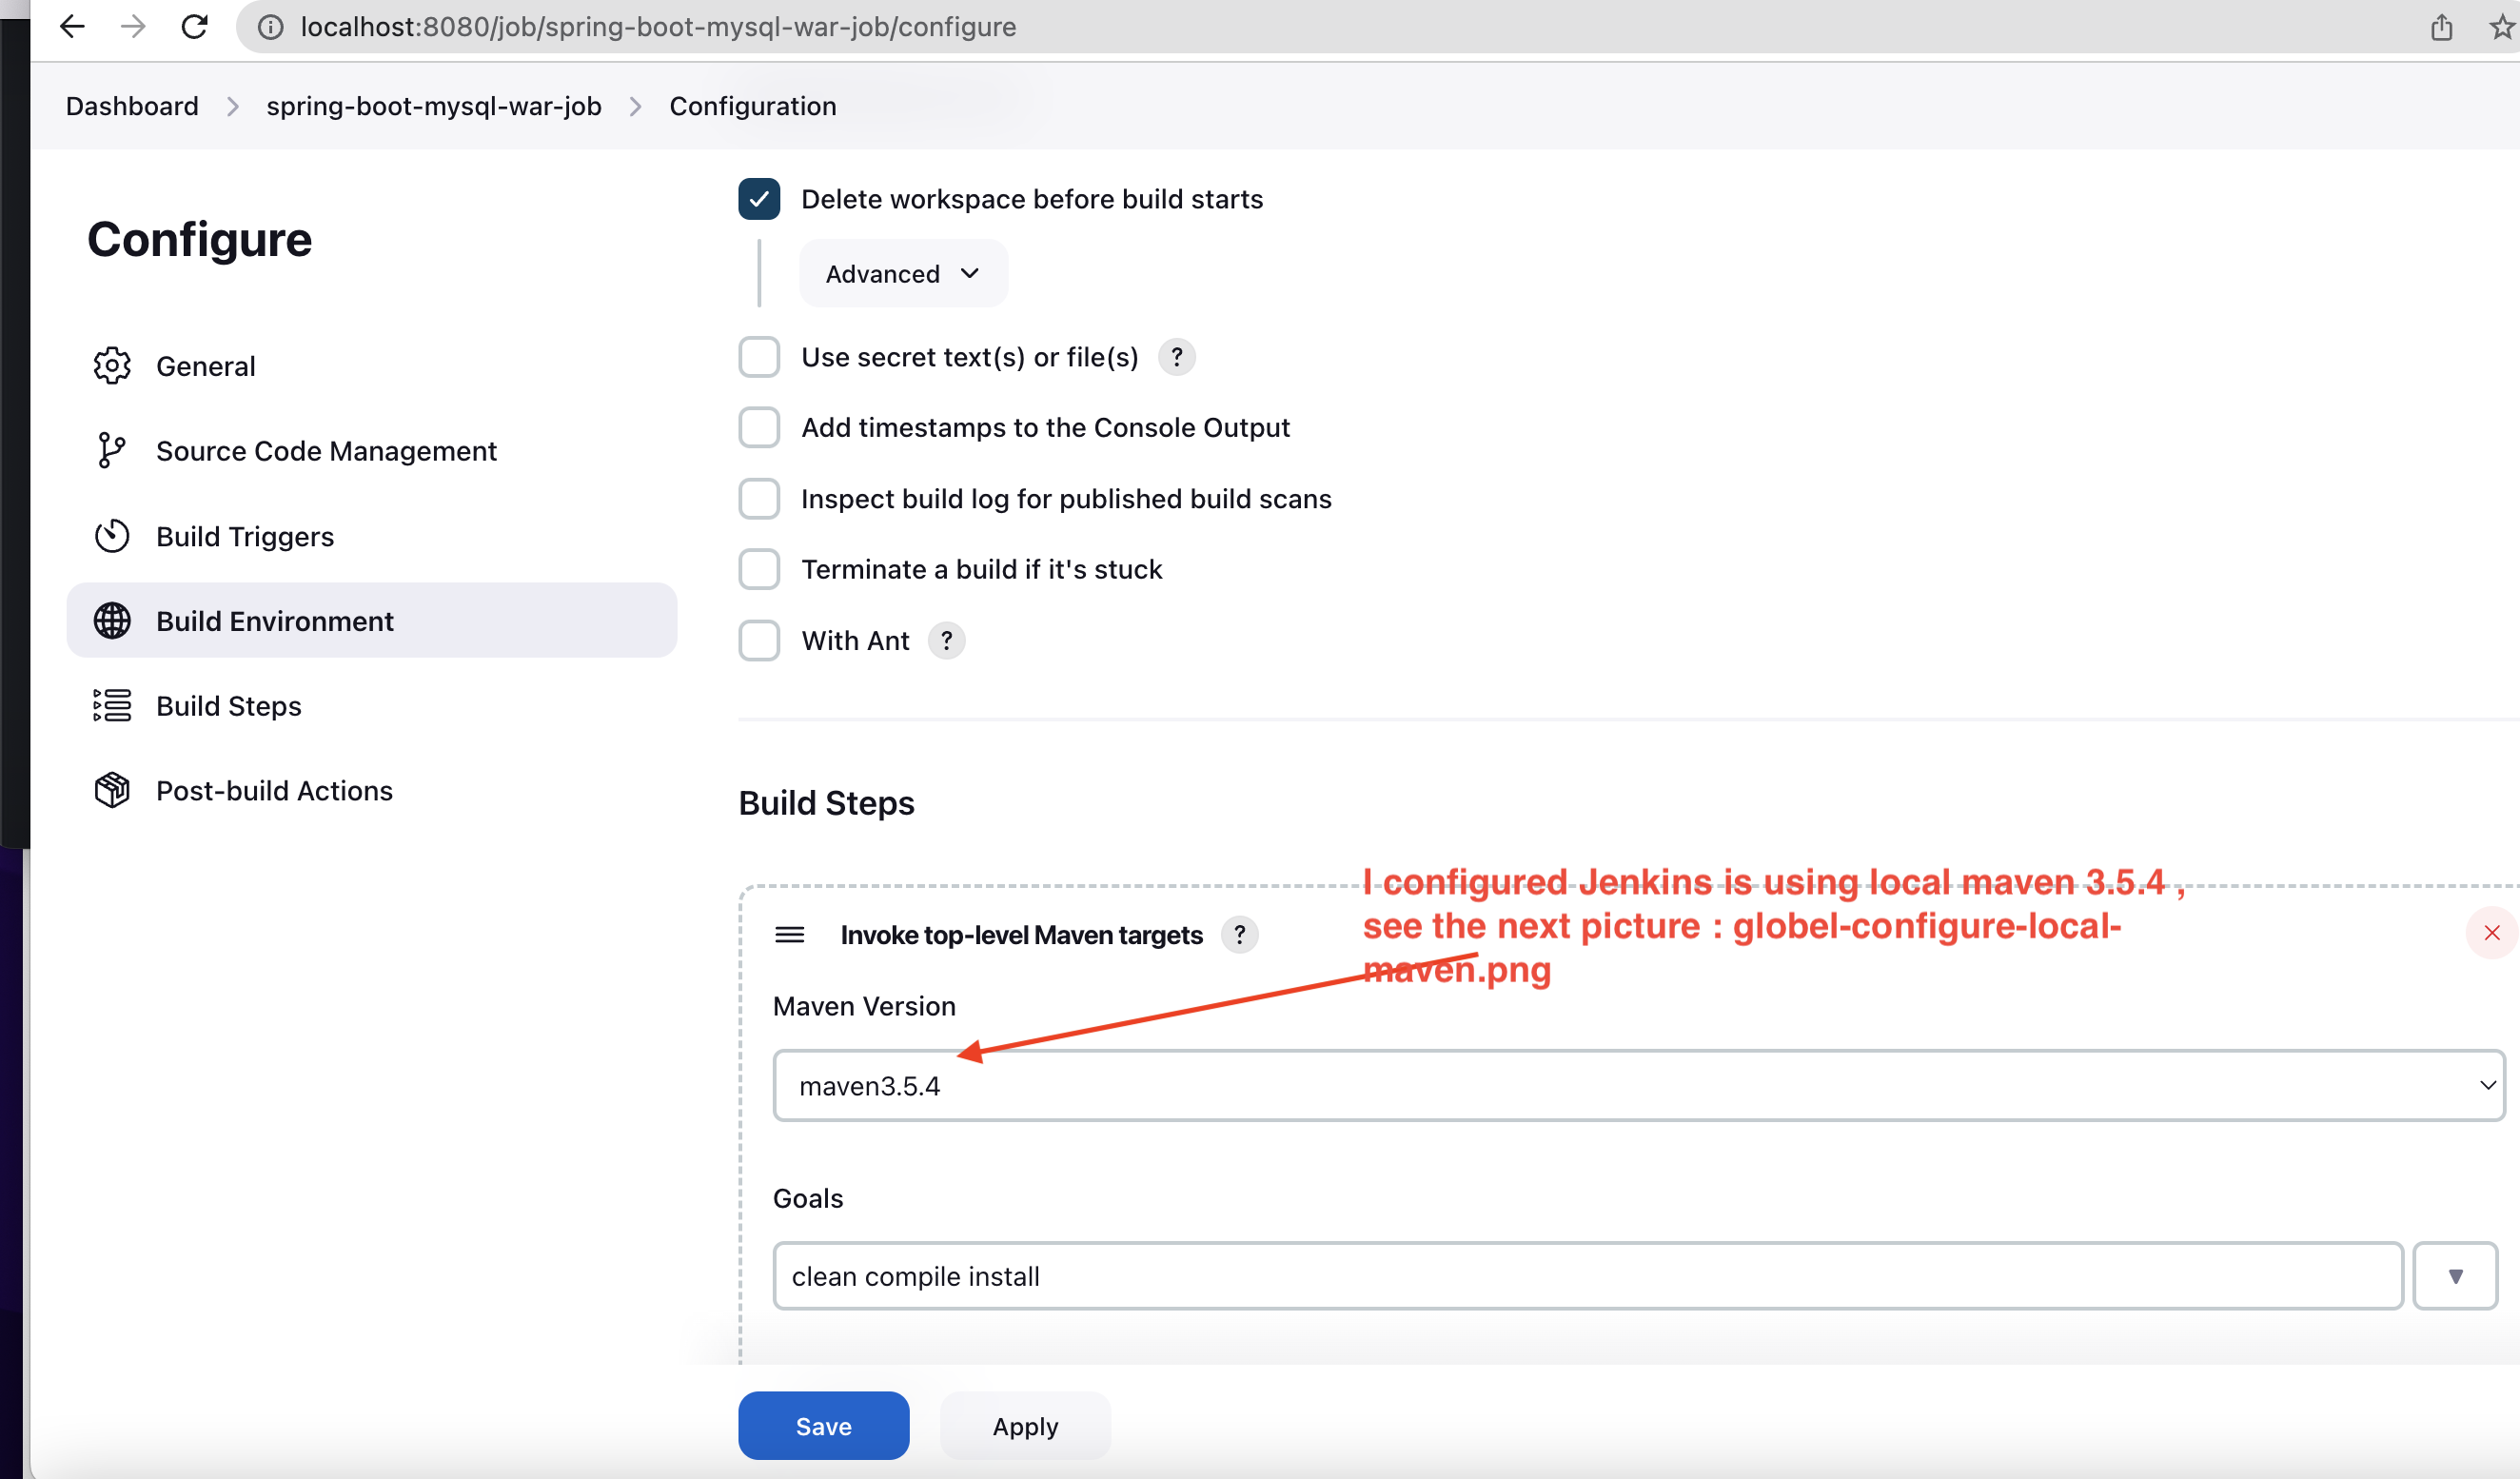 localhost:8080/job/spring-boot-mysql-war-job/configure
Dashboard > spring-boot-mysql-war-job > Configuration
Configure
General
Source Code Management
Build Triggers
Build Environment
Build Steps
Post-build Actions
Delete workspace before build starts
Advanced
Use secret text(s) or file(s) ?
Add timestamps to the Console Output
Inspect build log for published build scans
Terminate a build if it's stuck
With Ant ?
Build Steps
I configured Jenkins is using local maven 3.5.4 ,
see the next picture : globel-configure-local-
maven.png
Invoke top-level Maven targets ?
Maven Version
maven3.5.4
Goals
clean compile install
Save
Apply